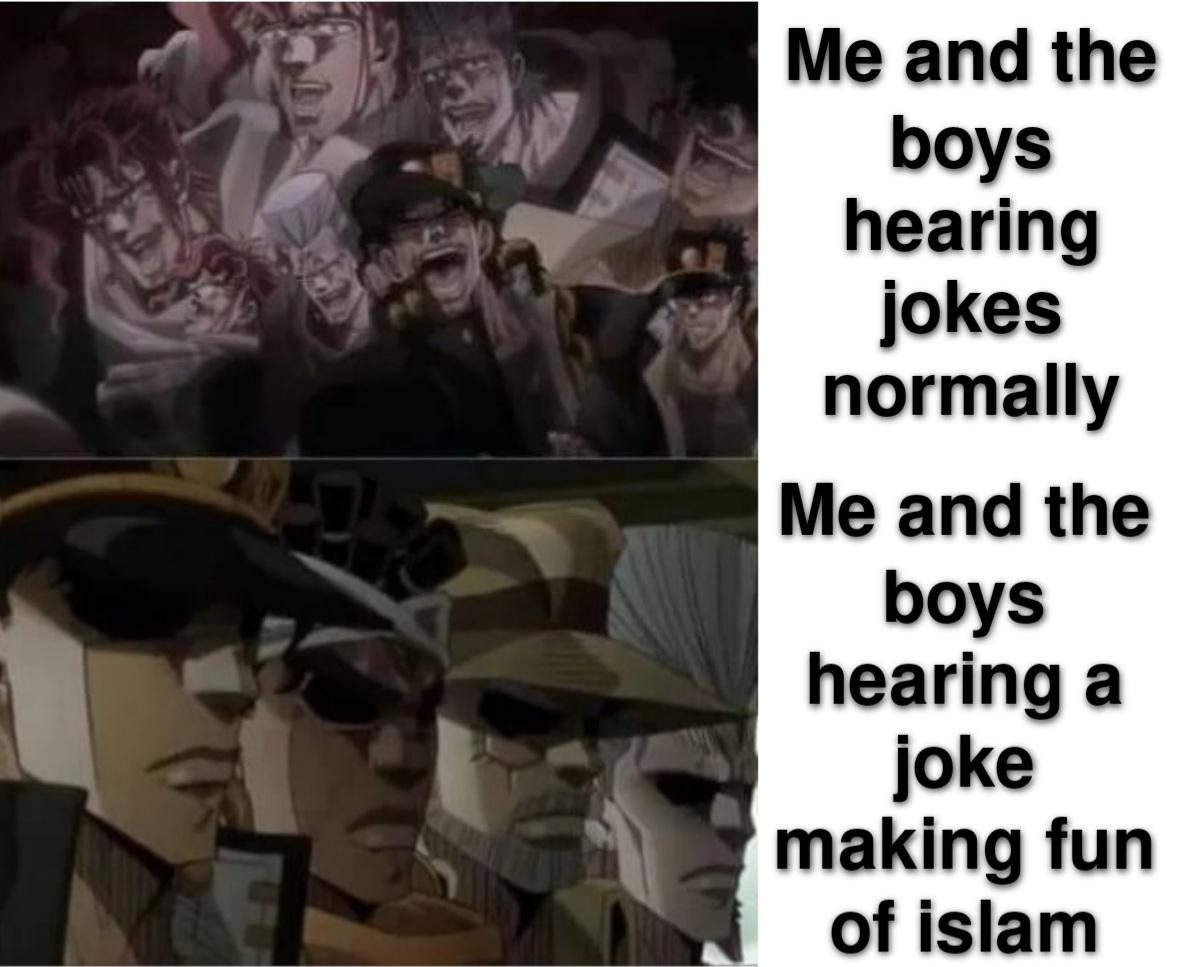 Me and the
boys
hearing
jokes
normally
Me and the
boys
hearing a
joke
making fun
of islam